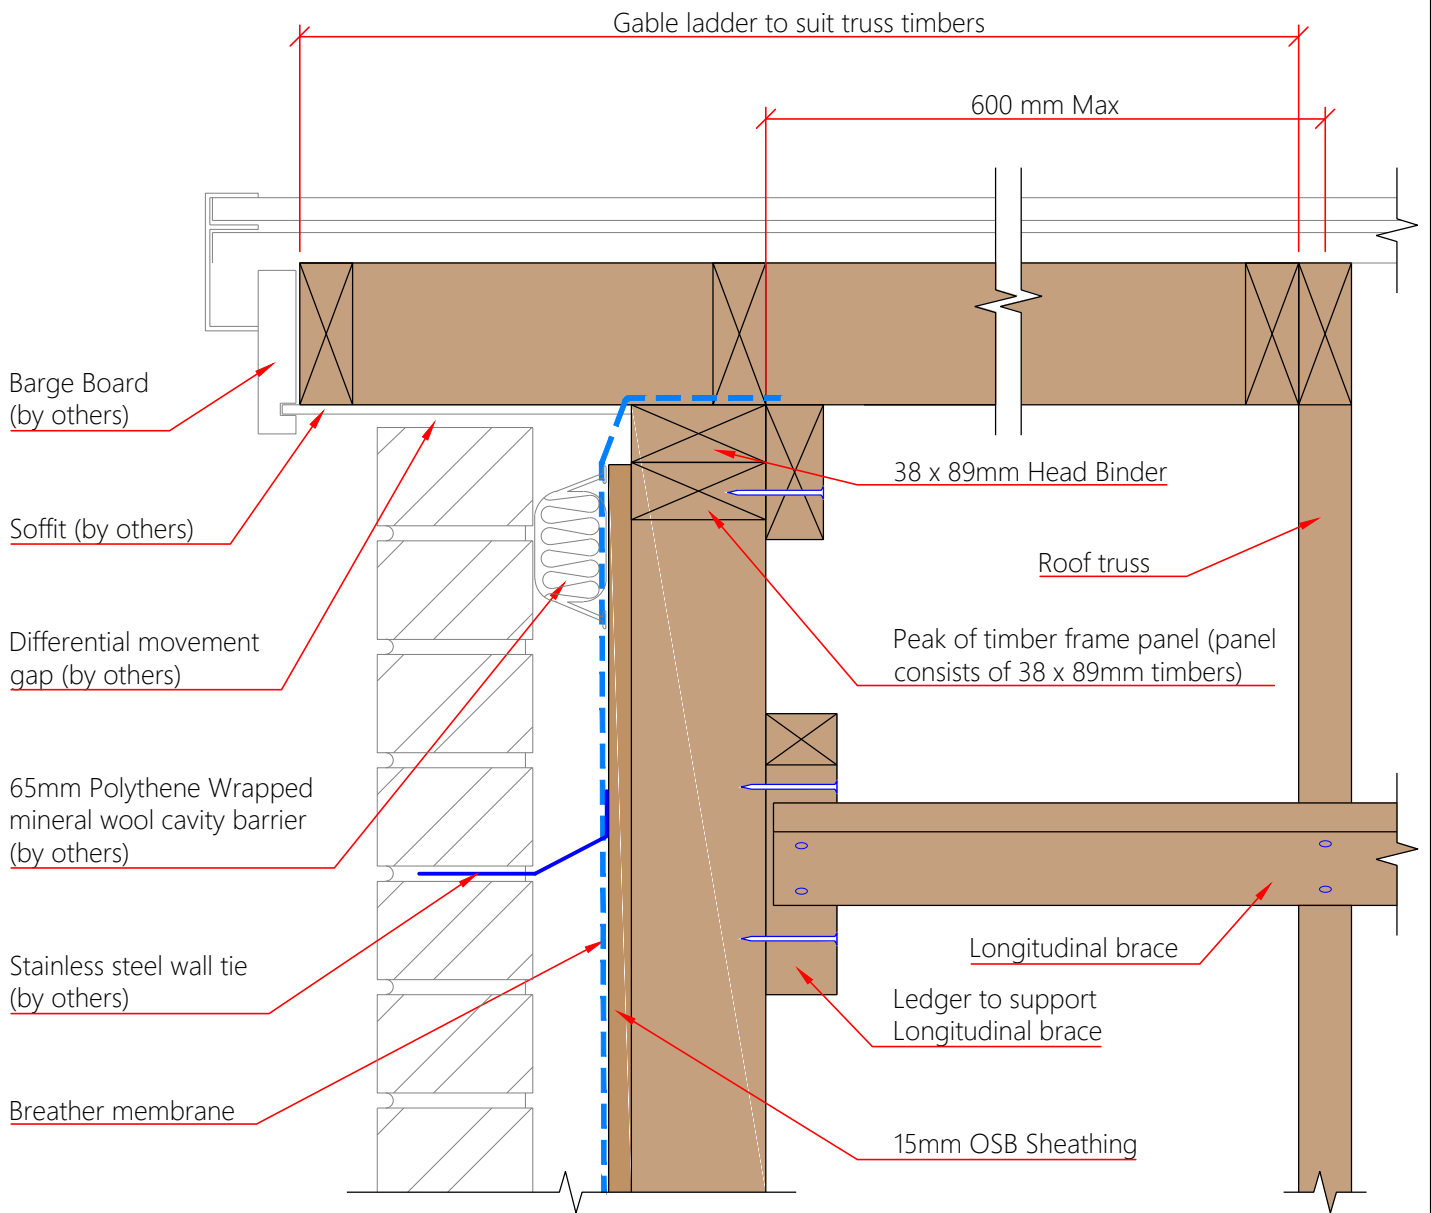 Gable ladder to suit truss timbers
600 mm Max
Barge Board
(by others)
Soffit (by others)
Differential movement
gap (by others)
65mm Polythene Wrapped
mineral wool cavity barrier
(by others)
Stainless steel wall tie
(by others)
Breather membrane
38 x 89mm Head Binder
Roof truss
Peak of timber frame panel (panel
consists of 38 x 89mm timbers)
Longitudinal brace
Ledger to support
Longitudinal brace
15mm OSB Sheathing